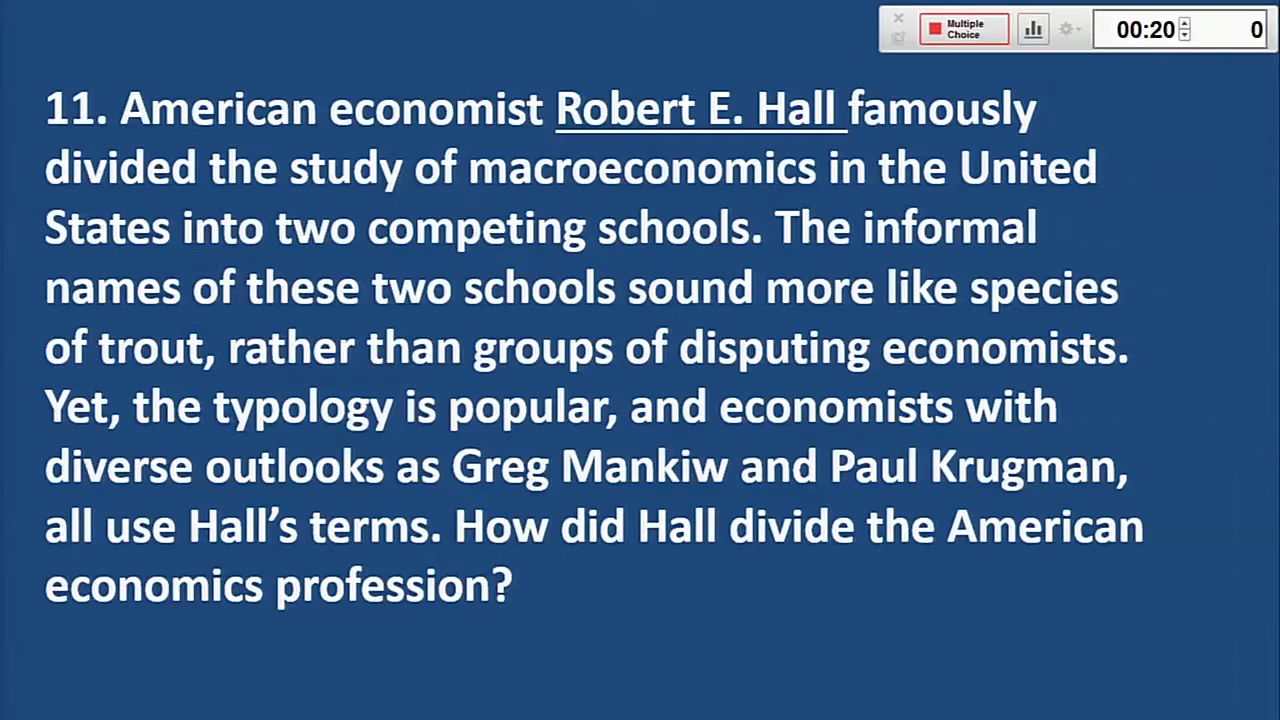 Multiple
Choice
00:20
0
11. American economist Robert E. Hall famously
divided the study of macroeconomics in the United
States into two competing schools. The informal
names of these two schools sound more like species
of trout, rather than groups of disputing economists.
Yet, the typology is popular, and economists with
diverse outlooks as Greg Mankiw and Paul Krugman,
all use Hall’s terms. How did Hall divide the American
economics profession?